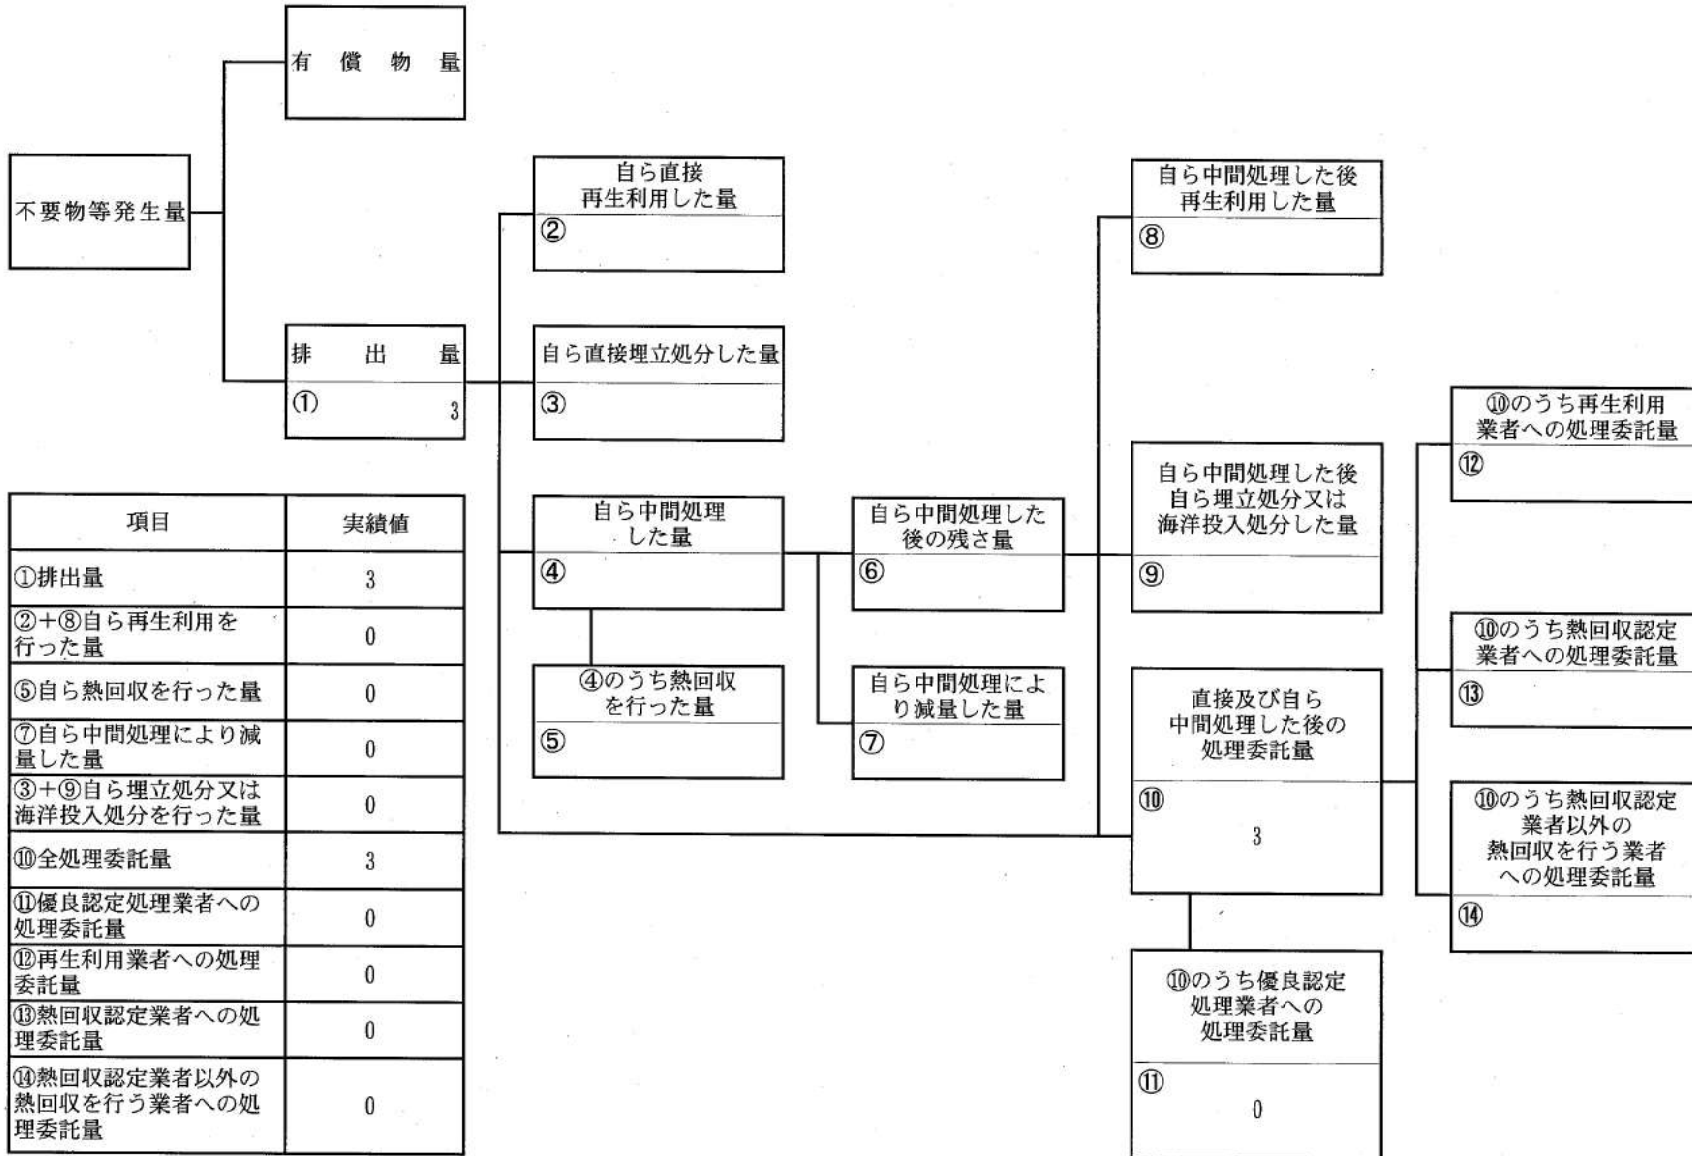 有償物量
不要物等発生量
排出量
①
3
自ら直接
再生利用した量
②
自ら直接埋立処分した量
③
自ら中間処理
した量
④
④のうち熱回収
を行った量
⑤
自ら中間処理した
後の残さ量
⑥
自ら中間処理によ
り減量した量
⑦
自ら中間処理した後
再生利用した量
⑧
自ら中間処理した後
自ら埋立処分又は
海洋投入処分した量
⑨
直接及び自ら
中間処理した後の
処理委託量
⑩
3
⑩のうち優良認定
処理業者への
処理委託量
⑪
0
⑩のうち再生利用
業者への処理委託量
⑫
⑩のうち熱回収認定
業者への処理委託量
⑬
⑩のうち熱回収認定
業者以外の
熱回収を行う業者
への処理委託量
⑭
項目 実績値
①排出量 3
②+⑧自ら再生利用を
行った量 0
⑤自ら熱回収を行った量 0
⑦自ら中間処理により減
量した量 0
③+⑨自ら埋立処分又は
海洋投入処分を行った量 0
⑩全処理委託量 3
⑪優良認定処理業者への
処理委託量 0
⑫再生利用業者への処理
委託量 0
⑬熱回収認定業者への処
理委託量 0
⑭熱回収認定業者以外の
熱回収を行う業者への処
理委託量 0